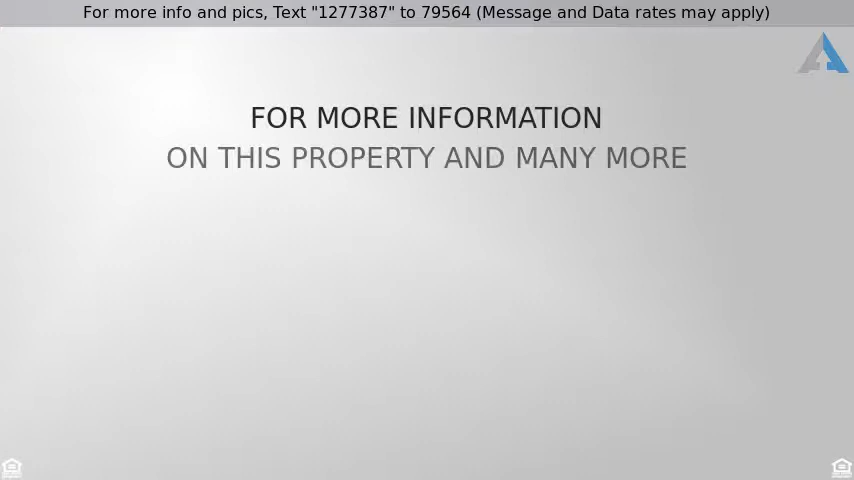 For more info and pics, Text "1277387" to 79564 (Message and Data rates may apply)
FOR MORE INFORMATION
ON THIS PROPERTY AND MANY MORE